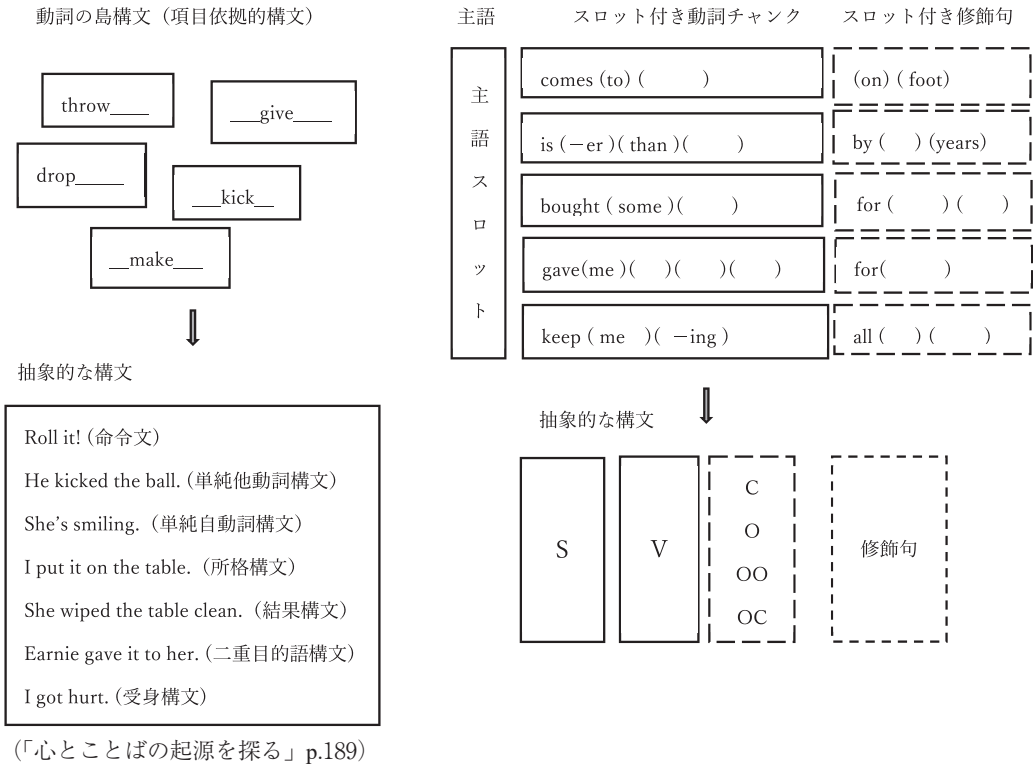 動詞の島構文（項目依拠的構文）
throw____
___give____
drop_____
___kick__
__make___
抽象的な構文
Roll it! (命令文)
He kicked the ball. (単純他動詞構文)
She's smiling.（単純自動詞構文）
I put it on the table.（所格構文）
She wiped the table clean.（結果構文）
Earnie gave it to her. (二重目的語構文)
I got hurt. (受身構文)
（「心とことばの起源を探る」p.189）
主語
スロット付き動詞チャンク
スロット付き修飾句
主語スロット
comes (to) (　　　)
(on) ( foot)
is (－er )( than )(　　　)
by (　　) (years)
bought ( some )(　　　)
for (　　　) (　　)
gave(me )(　　)(　　)(　　)
for(　　　)
keep ( me　)( －ing )
all (　　) (　　　)
抽象的な構文
S
V
C
O
OO
OC
修飾句